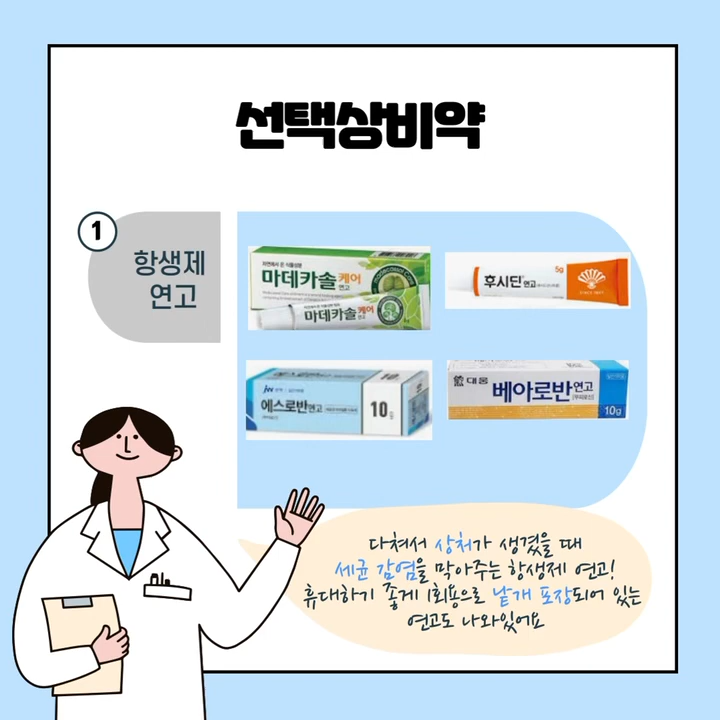 선택상비약
1
항생제
연고
마데카솔 케어
연고
마데카솔 케어
연고
5g
후시딘 연고
에스로반연고
10
대웅
베아로반연고
10g
다쳐서 상처가 생겼을 때
세균 감염을 막아주는 항생제 연고!
휴대하기 좋게 1회용으로 낱개 포장되어 있는
연고도 나와있어요